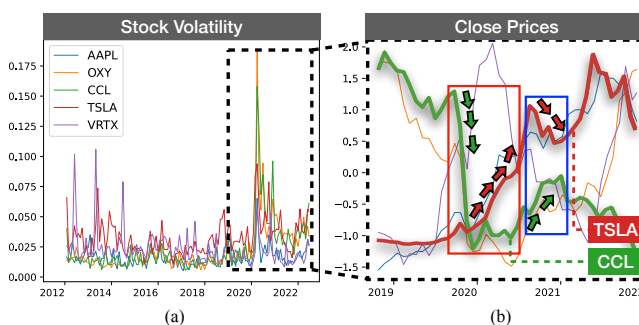 Stock Volatility
AAPL
OXY
CCL
TSLA
VRTX
0.175
0.150
0.125
0.100
0.075
0.050
0.025
0.000
2012 2014 2016 2018 2020 2022
(a)
Close Prices
2.0
1.5
1.0
0.5
0.0
−0.5
−1.0
−1.5
TSLA
CCL
2019 2020 2021
(b)